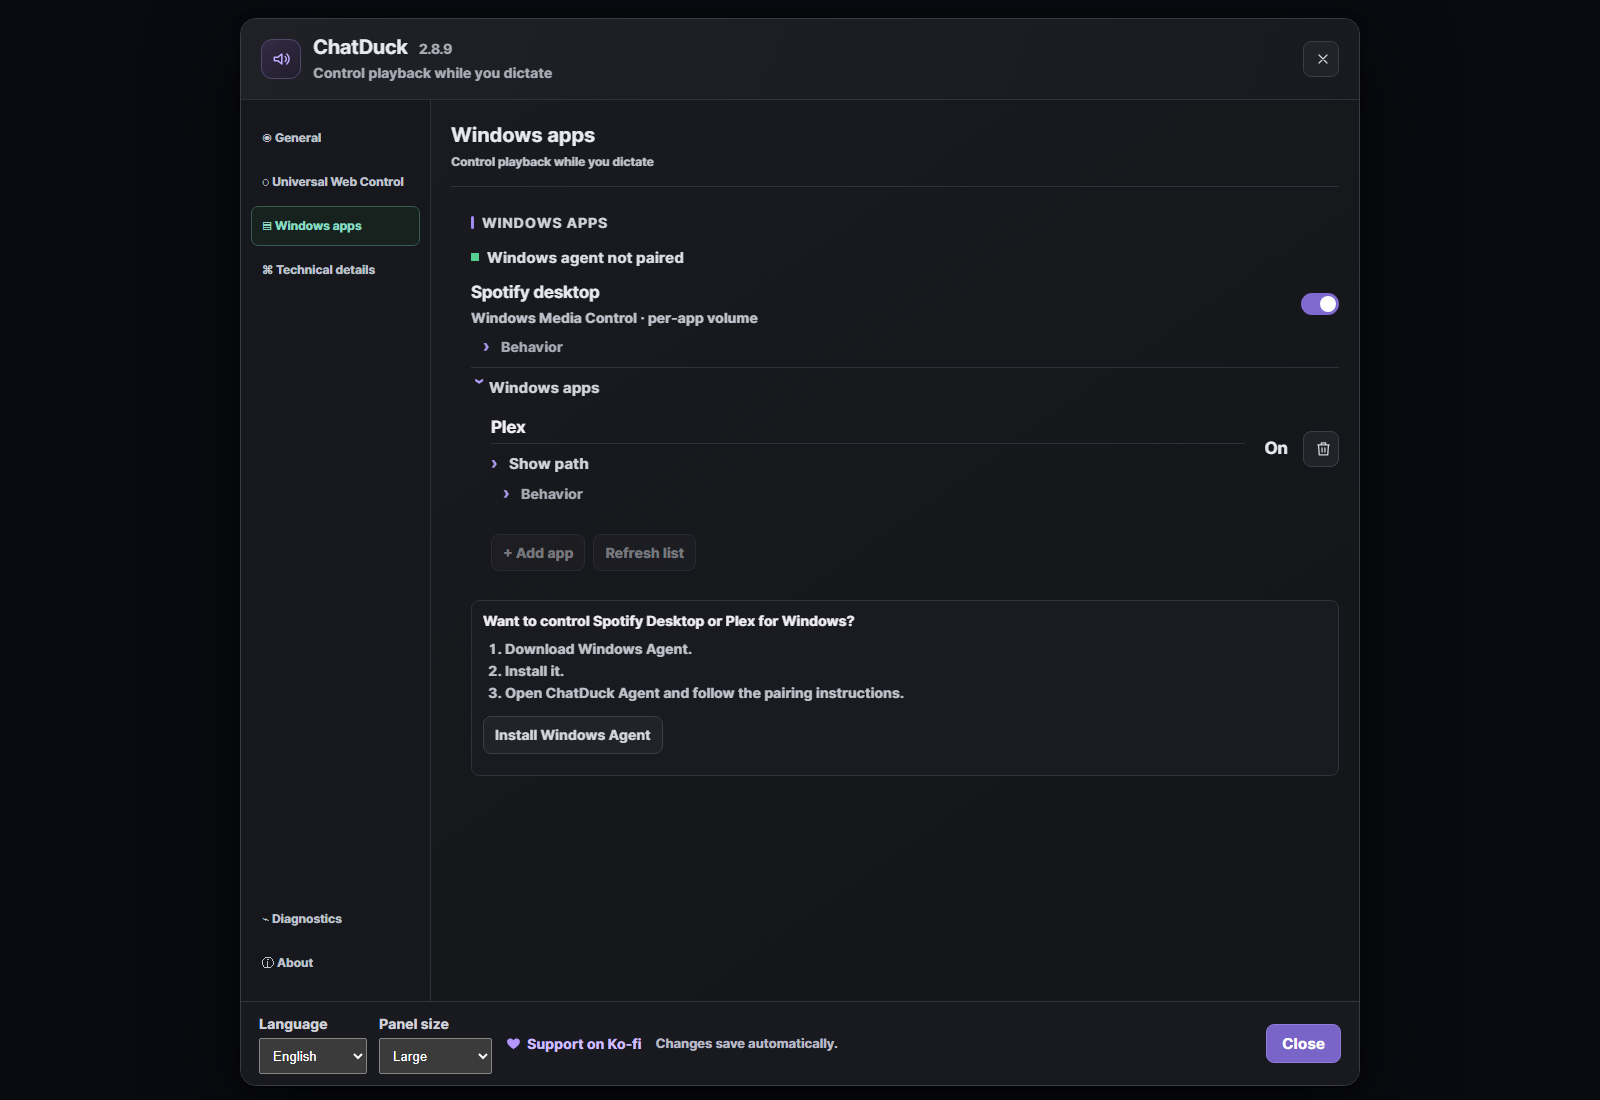 ChatDuck 2.8.9
Control playback while you dictate
General
Universal Web Control
Windows apps
Technical details
Diagnostics
About
Windows apps
Control playback while you dictate
WINDOWS APPS
Windows agent not paired
Spotify desktop
Windows Media Control · per-app volume
Behavior
Windows apps
Plex
On
Show path
Behavior
+ Add app
Refresh list
Want to control Spotify Desktop or Plex for Windows?
1. Download Windows Agent.
2. Install it.
3. Open ChatDuck Agent and follow the pairing instructions.
Install Windows Agent
Language
English
Panel size
Large
Support on Ko-fi
Changes save automatically.
Close